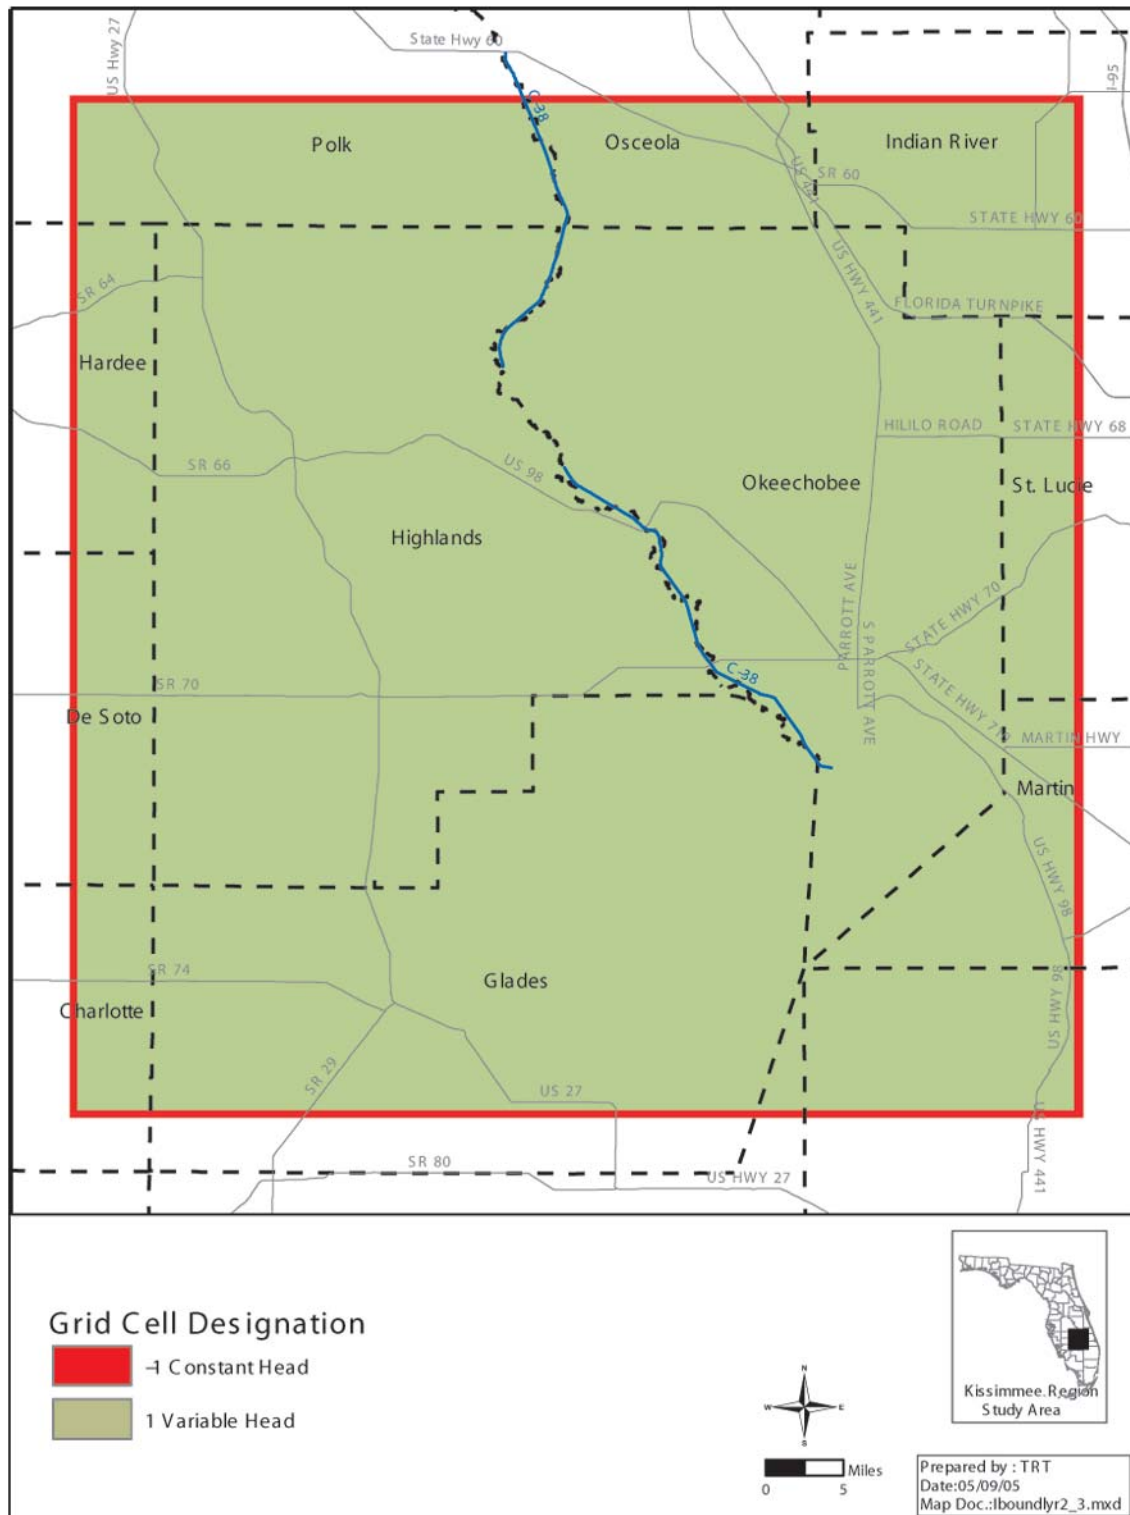 US Hwy 27
State Hwy 60
I-95
C-38
Polk
Osceola
Indian River
US 441
SR 60
STATE HWY 60
US HWY 441
SR 64
FLORIDA TURNPIKE
Hardee
HILILO ROAD
STATE HWY 68
SR 66
US 98
Okeechobee
St. Lucie
Highlands
PARROTT AVE
STATE HWY 70
S PARROTT AVE
C-38
SR 70
De Soto
STATE HWY 710
MARTIN HWY
Martin
US HWY 98
SR 74
Glades
Charlotte
US HWY 98
SR 29
US 27
US HWY 441
SR 80
US HWY 27
Grid Cell Designation
-1 Constant Head
1 Variable Head
N
W
E
S
Miles
0
5
Kissimmee Region
Study Area
Prepared by : TRT
Date:05/09/05
Map Doc.:Iboundlyr2_3.mxd